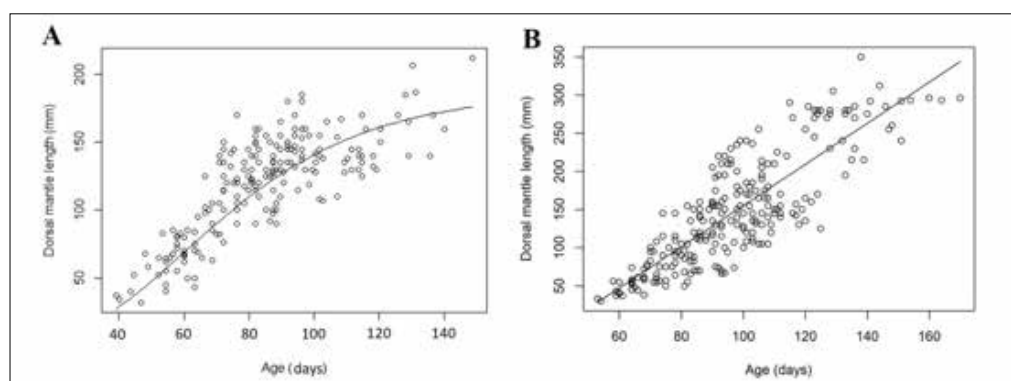 A
Dorsal mantle length (mm)
50 100 150 200
40 60 80 100 120 140
Age (days)
B
Dorsal mantle length (mm)
50 100 150 200 250 300 350
60 80 100 120 140 160
Age (days)